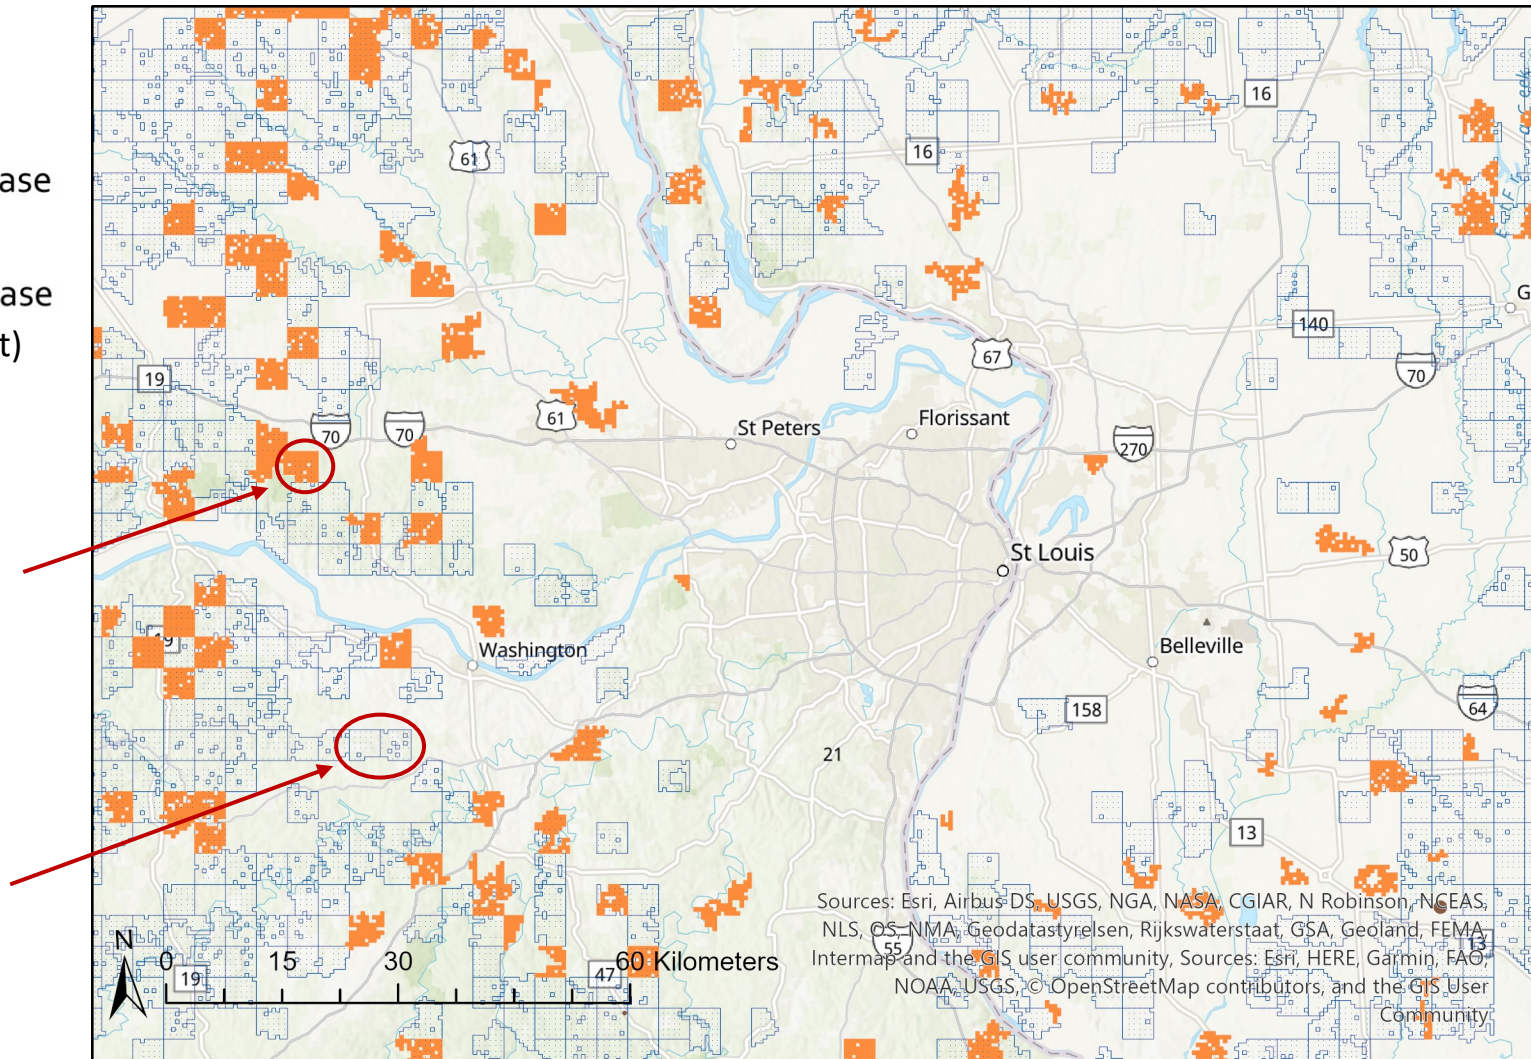 ase
ase
t)
16
16
61
140
67
70
19
70
70
61
St Peters
Florissant
270
St Louis
50
Washington
Belleville
64
158
21
13
Sources: Esri, Airbus DS, USGS, NGA, NASA, CGIAR, N Robinson, NCEAS,
NLS, OS, NMA, Geodatastyrelsen, Rijkswaterstaat, GSA, Geoland, FEMA,
Intermap and the GIS user community, Sources: Esri, HERE, Garmin, FAO,
NOAA, USGS, © OpenStreetMap contributors, and the GIS User
Community
55
13
N
0 15 30 60 Kilometers
19
47
G